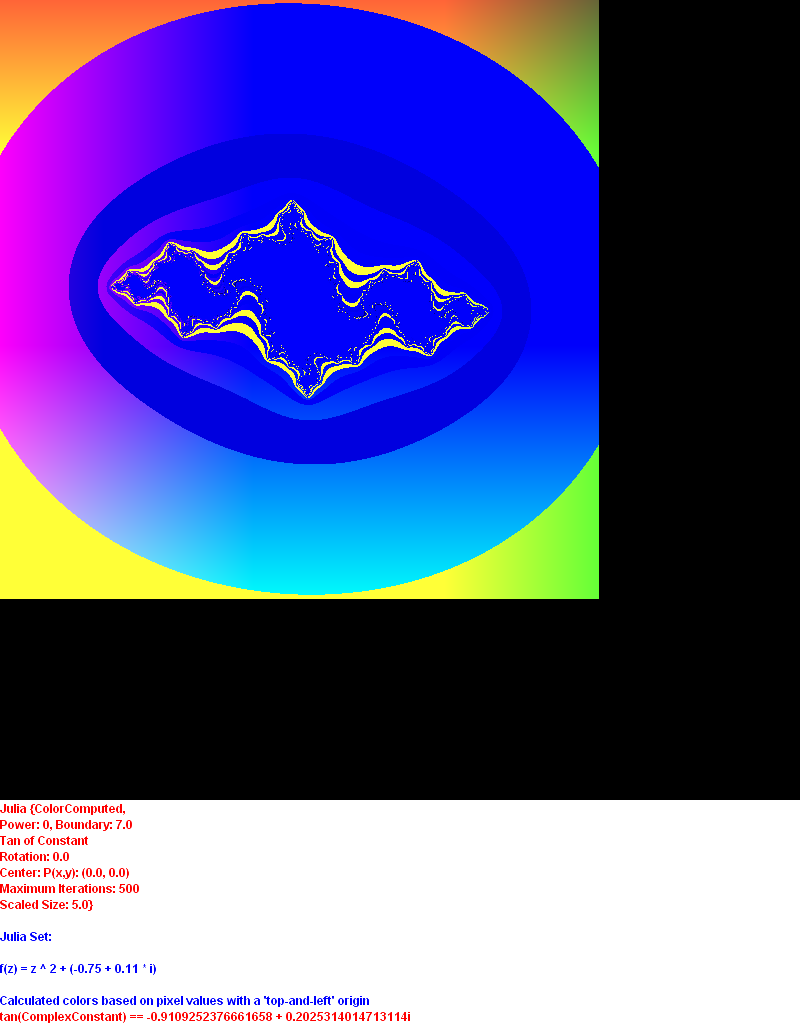 Julia {ColorComputed,
Power: 0, Boundary: 7.0
Tan of Constant
Rotation: 0.0
Center: P(x,y): (0.0, 0.0)
Maximum Iterations: 500
Scaled Size: 5.0}
Julia Set:
f(z) = z ^ 2 + (-0.75 + 0.11 * i)
Calculated colors based on pixel values with a 'top-and-left' origin
tan(ComplexConstant) == -0.9109252376661658 + 0.2025314014713114i